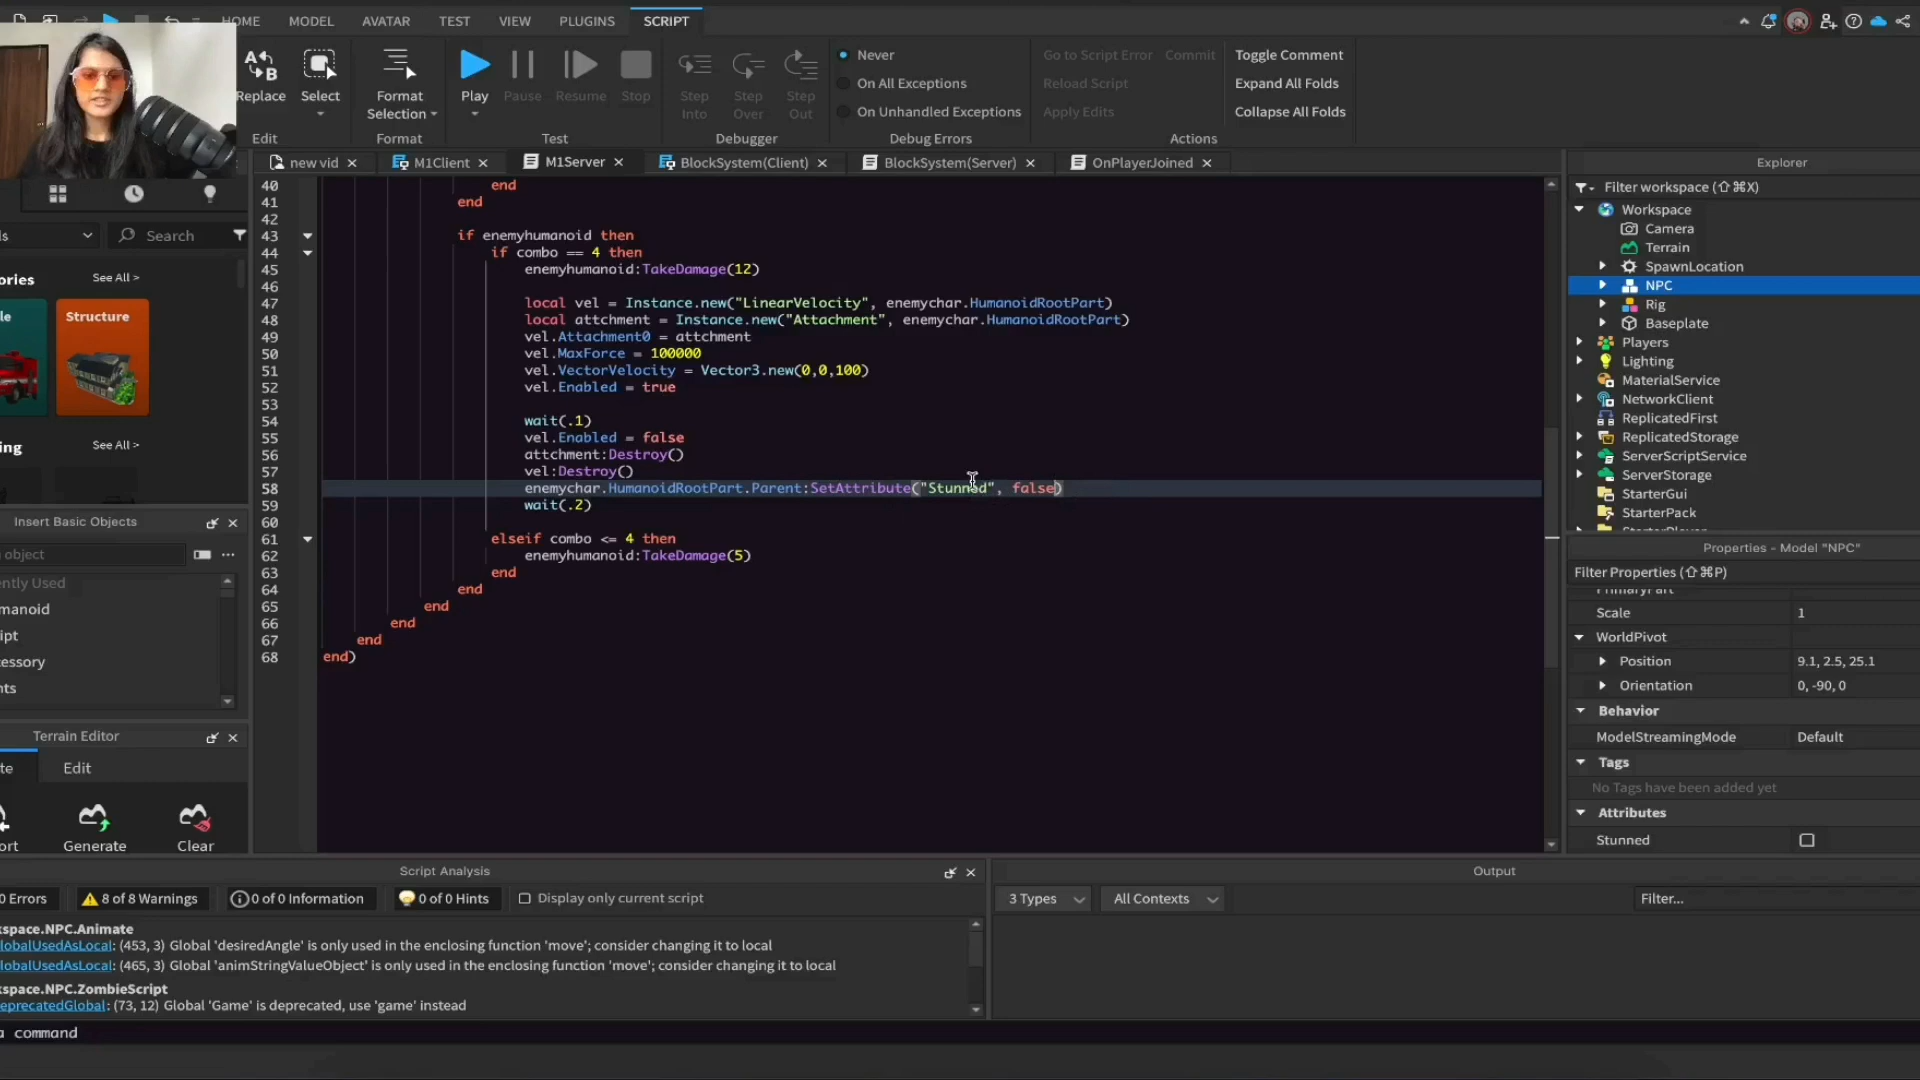 HOME MODEL AVATAR TEST VIEW PLUGINS SCRIPT
Replace Select Format Selection Play Pause Resume Stop Step Into Step Over Step Out
Never
On All Exceptions
On Unhandled Exceptions
Go to Script Error Commit
Reload Script
Apply Edits
Toggle Comment
Expand All Folds
Collapse All Folds
Edit Format Test Debugger Debug Errors Actions
new vid M1Client M1Server BlockSystem(Client) BlockSystem(Server) OnPlayerJoined
ls Search
ories See All >
le Structure
ing See All >
Insert Basic Objects
object
ently Used
manoid
ipt
cessory
nts
Terrain Editor
te Edit
ort Generate Clear
40 end
41 end
42
43 if enemyhumanoid then
44 if combo == 4 then
45 enemyhumanoid:TakeDamage(12)
46
47 local vel = Instance.new("LinearVelocity", enemychar.HumanoidRootPart)
48 local attchment = Instance.new("Attachment", enemychar.HumanoidRootPart)
49 vel.Attachment0 = attchment
50 vel.MaxForce = 100000
51 vel.VectorVelocity = Vector3.new(0,0,100)
52 vel.Enabled = true
53
54 wait(.1)
55 vel.Enabled = false
56 attchment:Destroy()
57 vel:Destroy()
58 enemychar.HumanoidRootPart.Parent:SetAttribute("Stunned", false)
59 wait(.2)
60
61 elseif combo <= 4 then
62 enemyhumanoid:TakeDamage(5)
63 end
64 end
65 end
66 end
67 end
68 end)
Explorer
Filter workspace (⇧⌘X)
Workspace
Camera
Terrain
SpawnLocation
NPC
Rig
Baseplate
Players
Lighting
MaterialService
NetworkClient
ReplicatedFirst
ReplicatedStorage
ServerScriptService
ServerStorage
StarterGui
StarterPack
StarterPlayer
Properties - Model "NPC"
Filter Properties (⇧⌘P)
PrimaryPart
Scale 1
WorldPivot
Position 9.1, 2.5, 25.1
Orientation 0, -90, 0
Behavior
ModelStreamingMode Default
Tags
No Tags have been added yet
Attributes
Stunned
Script Analysis
0 Errors 8 of 8 Warnings 0 of 0 Information 0 of 0 Hints Display only current script
kspace.NPC.Animate
lobalUsedAsLocal: (453, 3) Global 'desiredAngle' is only used in the enclosing function 'move'; consider changing it to local
lobalUsedAsLocal: (465, 3) Global 'animStringValueObject' is only used in the enclosing function 'move'; consider changing it to local
kspace.NPC.ZombieScript
eprecatedGlobal: (73, 12) Global 'Game' is deprecated, use 'game' instead
Output
3 Types All Contexts Filter...
a command